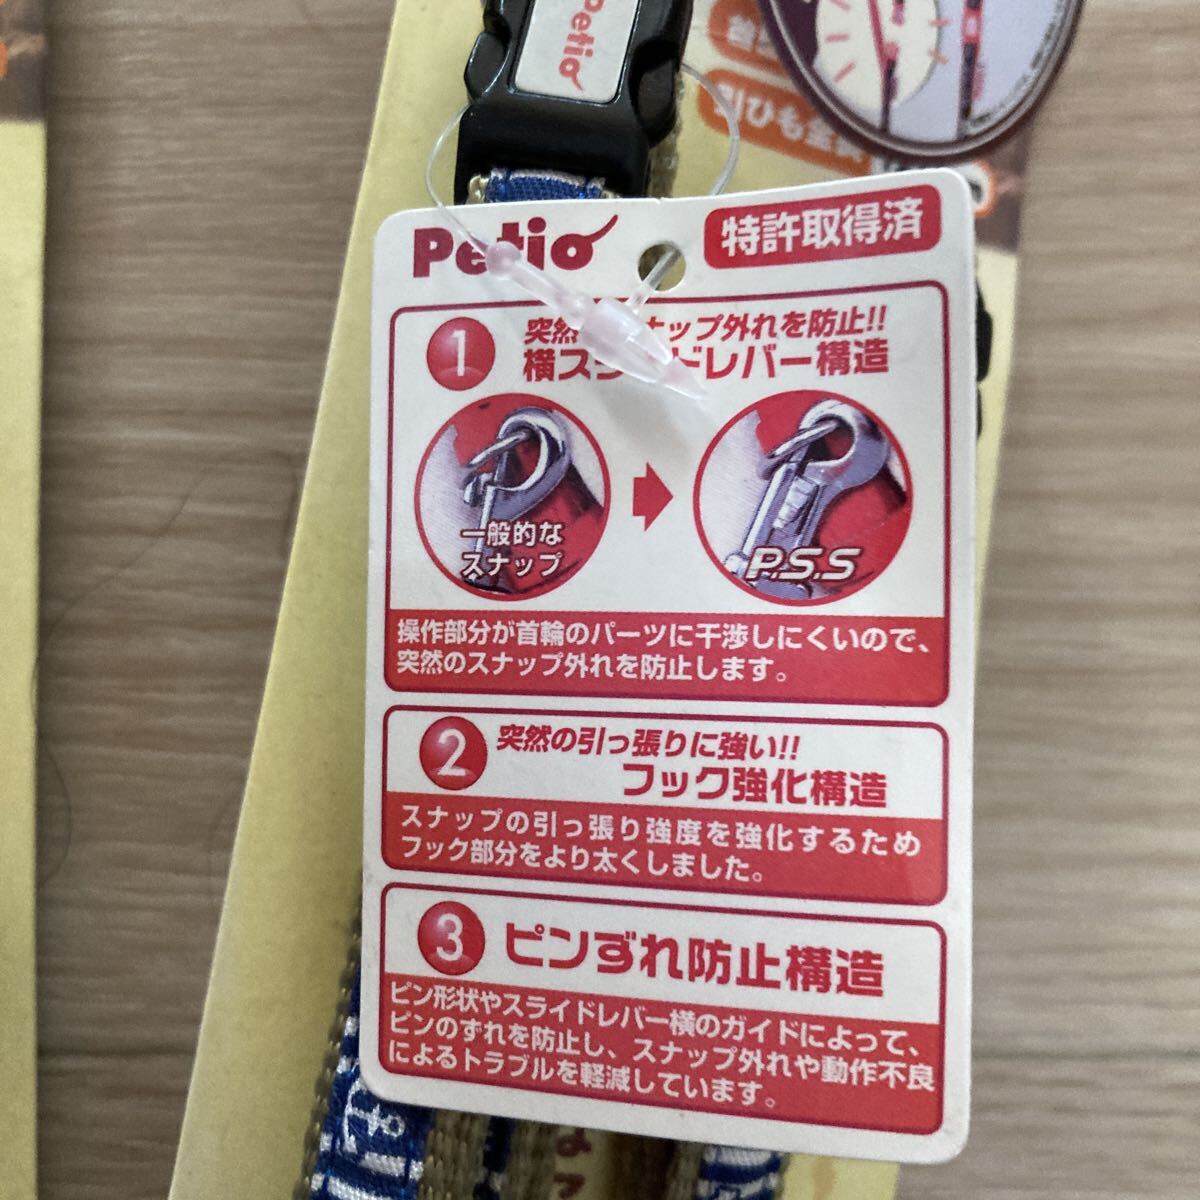 Petio
引ひも全長
Petio
特許取得済
1
突然 ナップ外れを防止!!
横ス ドレバー構造
一般的な
スナップ
P.S.S
操作部分が首輪のパーツに干渉しにくいので、
突然のスナップ外れを防止します。
2
突然の引っ張りに強い!!
フック強化構造
スナップの引っ張り強度を強化するため
フック部分をより太くしました。
3
ピンずれ防止構造
ピン形状やスライドレバー横のガイドによって、
ピンのずれを防止し、スナップ外れや動作不良
によるトラブルを軽減しています。